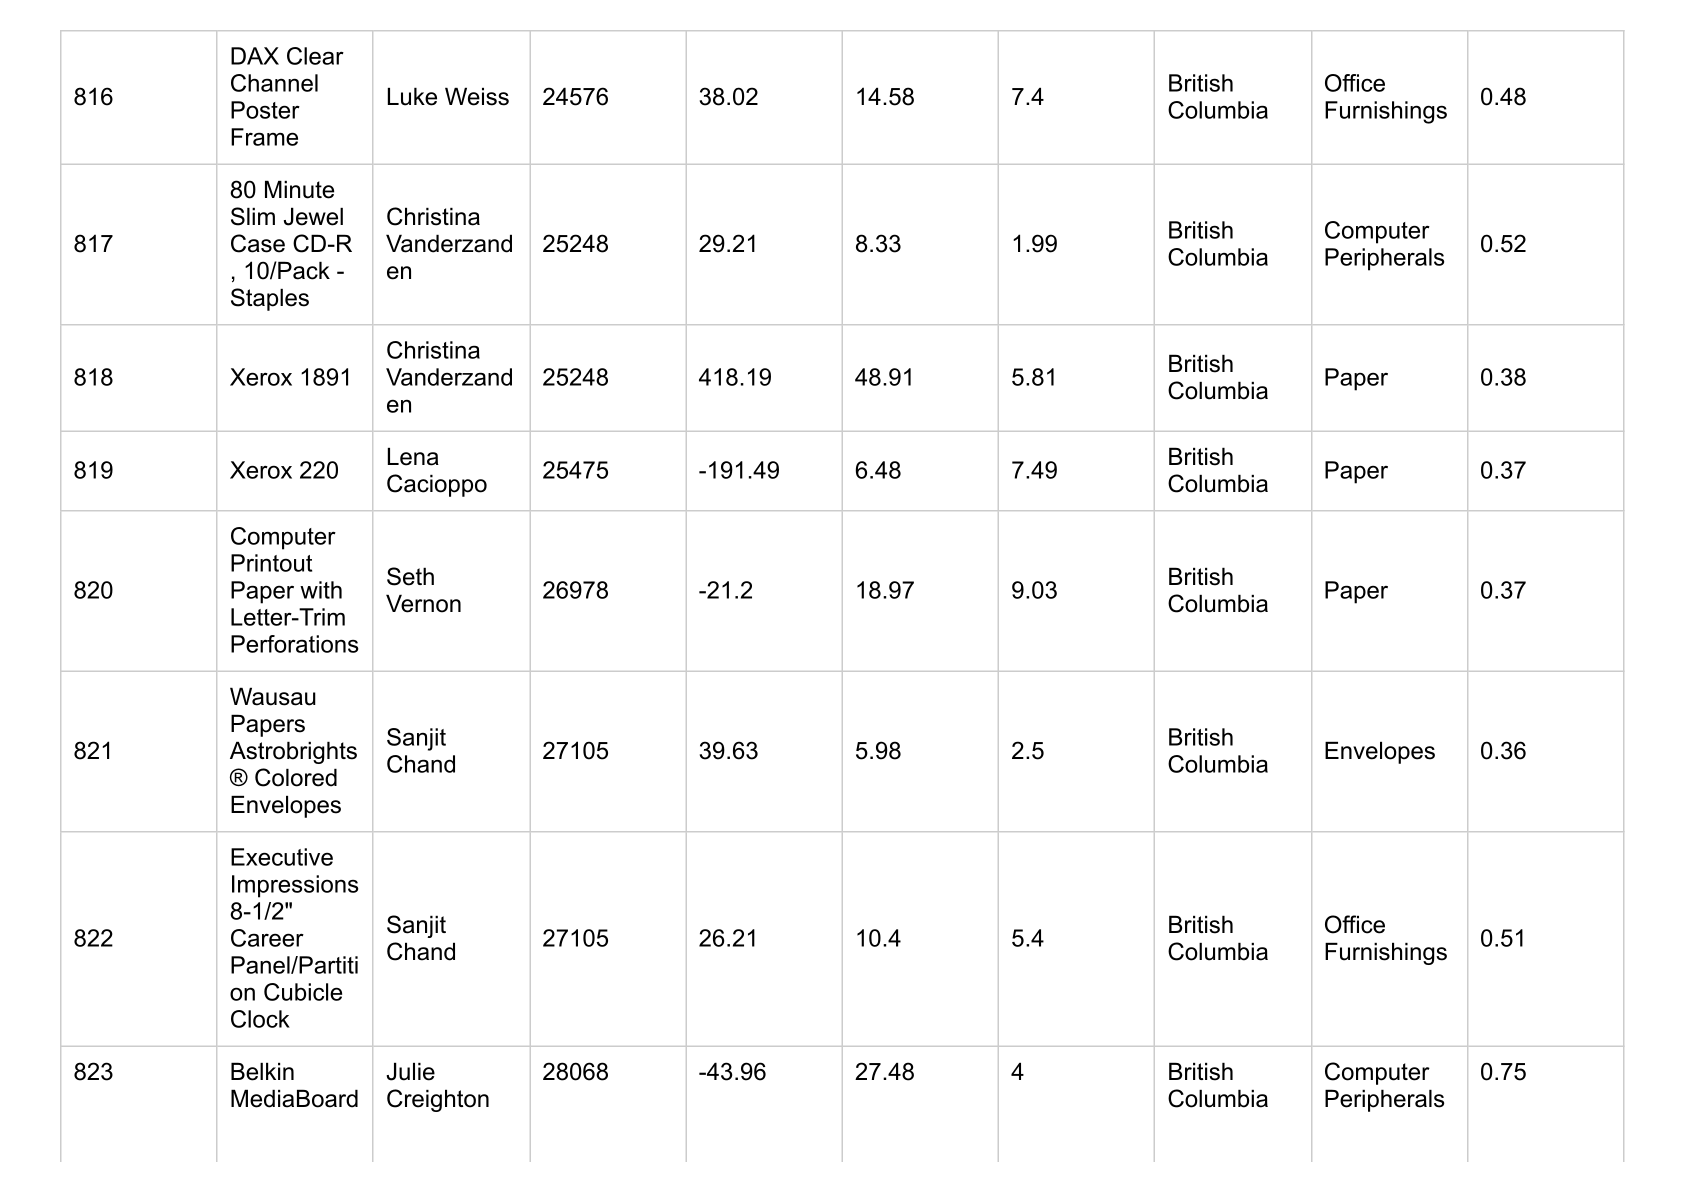 816
DAX Clear
Channel
Poster
Frame
Luke Weiss
24576
38.02
14.58
7.4
British
Columbia
Office
Furnishings
0.48
817
80 Minute
Slim Jewel
Case CD-R
, 10/Pack -
Staples
Christina
Vanderzand
en
25248
29.21
8.33
1.99
British
Columbia
Computer
Peripherals
0.52
818
Xerox 1891
Christina
Vanderzand
en
25248
418.19
48.91
5.81
British
Columbia
Paper
0.38
819
Xerox 220
Lena
Cacioppo
25475
-191.49
6.48
7.49
British
Columbia
Paper
0.37
820
Computer
Printout
Paper with
Letter-Trim
Perforations
Seth
Vernon
26978
-21.2
18.97
9.03
British
Columbia
Paper
0.37
821
Wausau
Papers
Astrobrights
® Colored
Envelopes
Sanjit
Chand
27105
39.63
5.98
2.5
British
Columbia
Envelopes
0.36
822
Executive
Impressions
8-1/2"
Career
Panel/Partiti
on Cubicle
Clock
Sanjit
Chand
27105
26.21
10.4
5.4
British
Columbia
Office
Furnishings
0.51
823
Belkin
MediaBoard
Julie
Creighton
28068
-43.96
27.48
4
British
Columbia
Computer
Peripherals
0.75